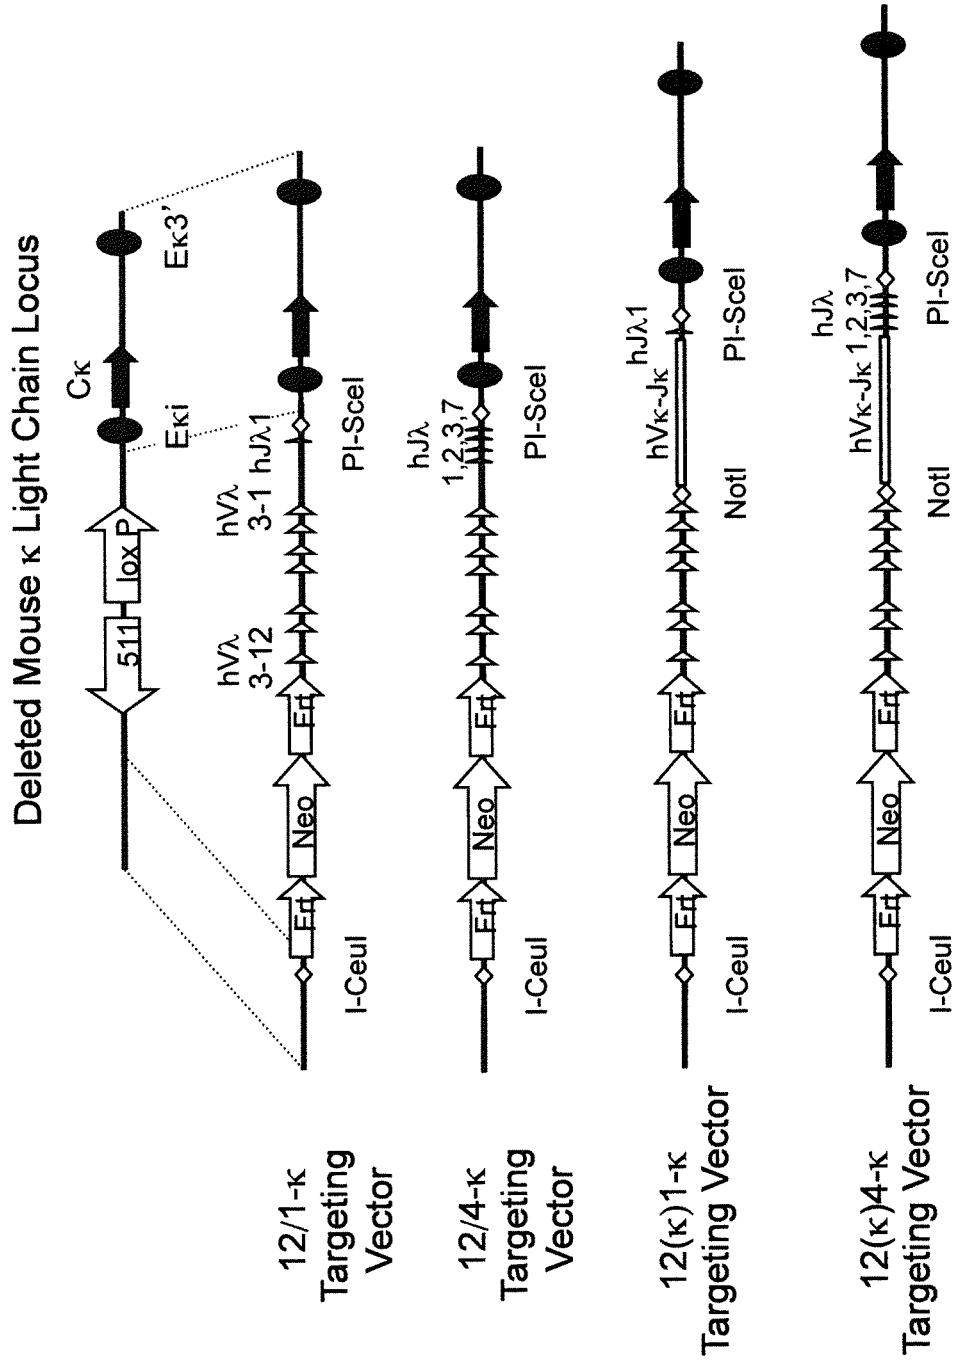 Deleted Mouse κ Light Chain Locus
511
lox P
Cκ
Eκi
Eκ3'
12/1-κ
Targeting
Vector
I-CeuI
Frt
Neo
Frt
hVλ
3-12
hVλ
3-1
hJλ1
PI-SceI
12/4-κ
Targeting
Vector
I-CeuI
Frt
Neo
Frt
hJλ
1,2,3,7
PI-SceI
12(κ)1-κ
Targeting Vector
I-CeuI
Frt
Neo
Frt
NotI
hVκ-Jκ
hJλ1
PI-SceI
12(κ)4-κ
Targeting Vector
I-CeuI
Frt
Neo
Frt
NotI
hVκ-Jκ
hJλ
1,2,3,7
PI-SceI